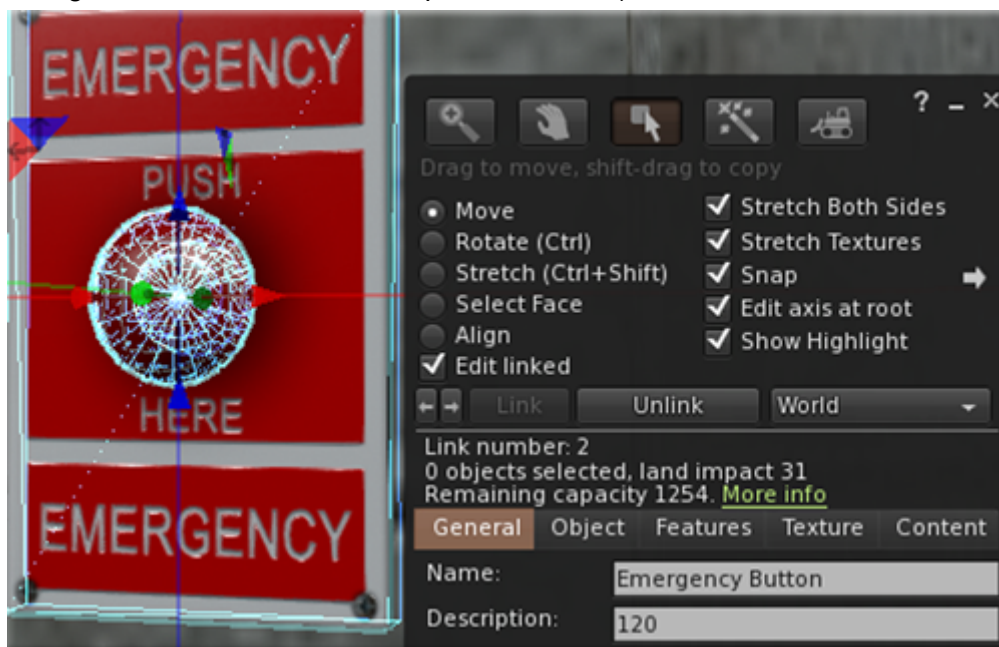 EMERGENCY
PUSH
HERE
EMERGENCY
? _ ×
Drag to move, shift-drag to copy
Move
Rotate (Ctrl)
Stretch (Ctrl+Shift)
Select Face
Align
Edit linked
Stretch Both Sides
Stretch Textures
Snap
Edit axis at root
Show Highlight
Link
Unlink
World
Link number: 2
0 objects selected, land impact 31
Remaining capacity 1254. More info
General Object Features Texture Content
Name: Emergency Button
Description: 120